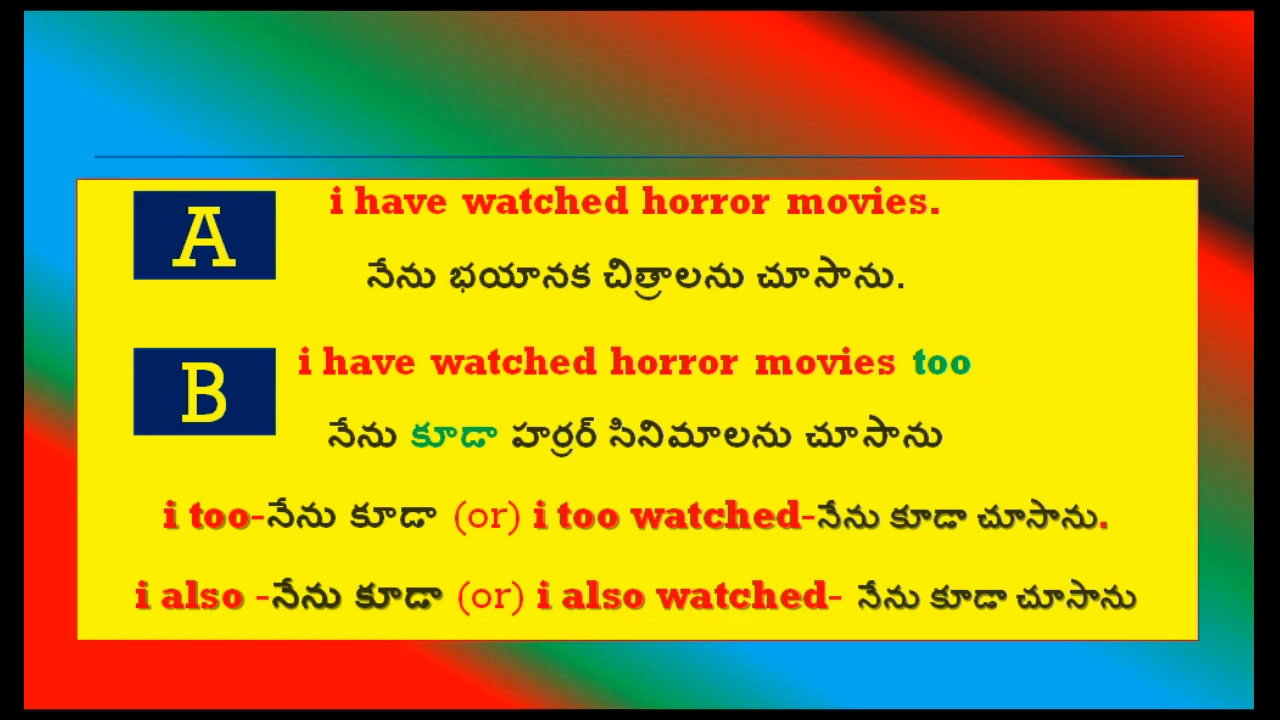 A i have watched horror movies.
నేను భయానక చిత్రాలను చూసాను.
B i have watched horror movies too
నేను కూడా హర్రర్ సినిమాలను చూసాను
i too-నేను కూడా (or) i too watched-నేను కూడా చూసాను.
i also -నేను కూడా (or) i also watched- నేను కూడా చూసాను